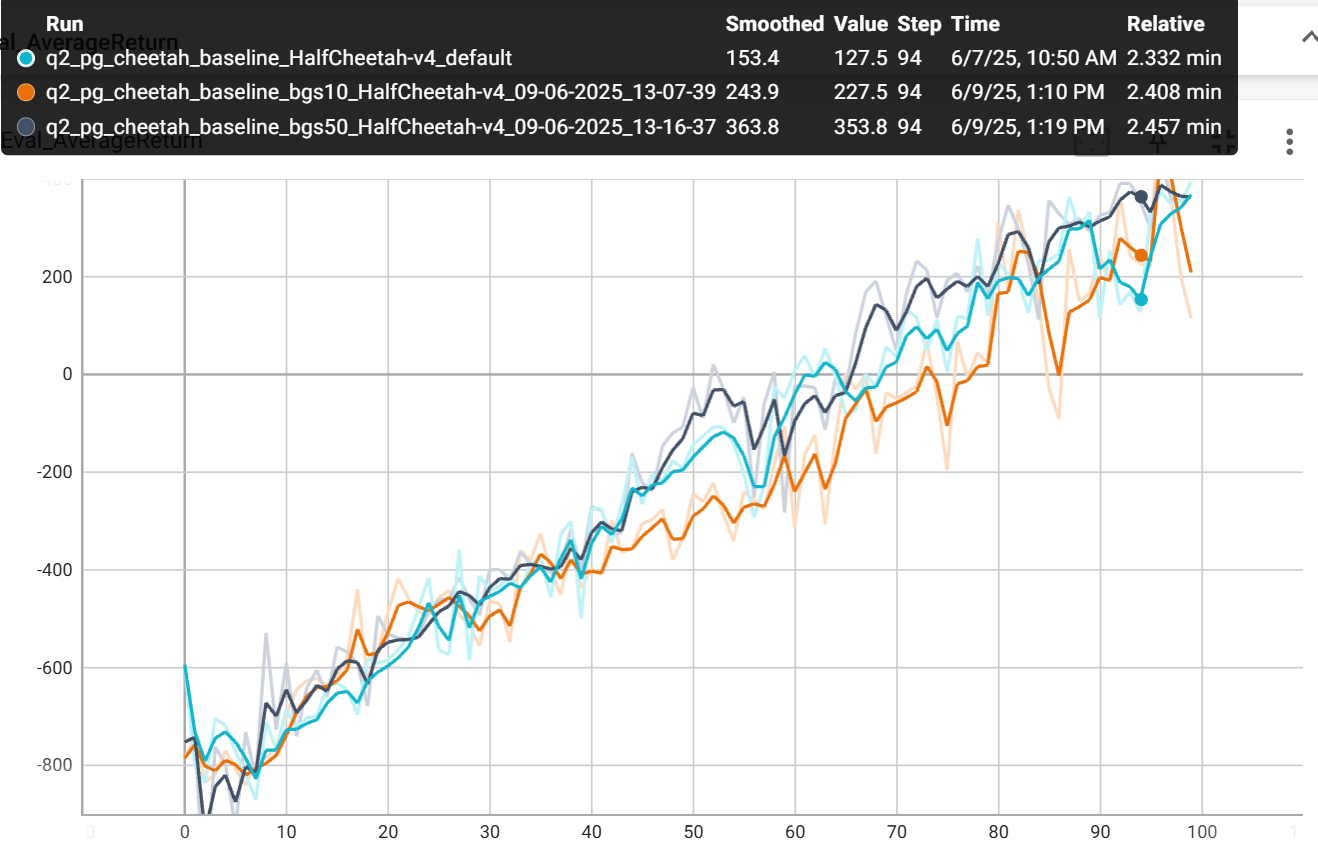 Run Smoothed Value Step Time Relative
al_AverageReturn
q2_pg_cheetah_baseline_HalfCheetah-v4_default 153.4 127.5 94 6/7/25, 10:50 AM 2.332 min
q2_pg_cheetah_baseline_bgs10_HalfCheetah-v4_09-06-2025_13-07-39 243.9 227.5 94 6/9/25, 1:10 PM 2.408 min
q2_pg_cheetah_baseline_bgs50_HalfCheetah-v4_09-06-2025_13-16-37 363.8 353.8 94 6/9/25, 1:19 PM 2.457 min
Eval_AverageReturn
400
200
0
-200
-400
-600
-800
0 0 10 20 30 40 50 60 70 80 90 100 1